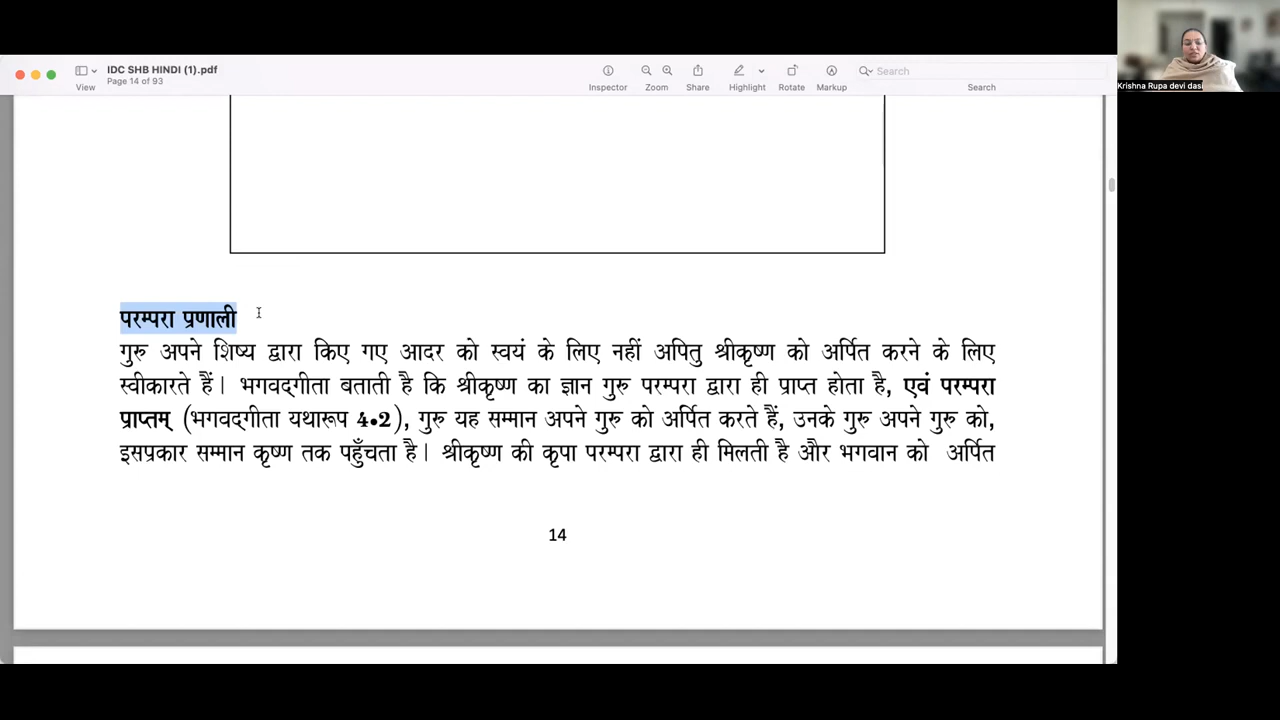 IDC SHB HINDI (1).pdf
Page 14 of 93
View
Inspector
Zoom
Share
Highlight
Rotate
Markup
Search
Search
Krishna Rupa devi dasi
परम्परा प्रणाली
गुरु अपने शिष्य द्वारा किए गए आदर को स्वयं के लिए नहीं अपितु श्रीकृष्ण को अर्पित करने के लिए
स्वीकारते हैं। भगवद्‌गीता बताती है कि श्रीकृष्ण का ज्ञान गुरु परम्परा द्वारा ही प्राप्त होता है, एवं परम्परा
प्राप्तम् (भगवद्‌गीता यथारूप 4•2), गुरु यह सम्मान अपने गुरु को अर्पित करते हैं, उनके गुरु अपने गुरु को,
इसप्रकार सम्मान कृष्ण तक पहुँचता है। श्रीकृष्ण की कृपा परम्परा द्वारा ही मिलती है और भगवान को अर्पित
14